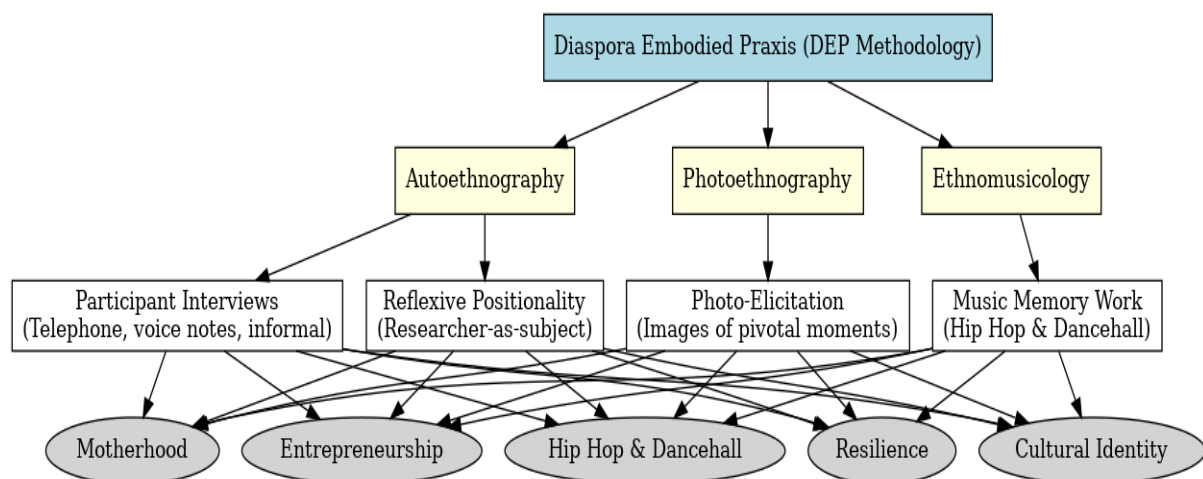 Diaspora Embodied Praxis (DEP Methodology)
Autoethnography
Photoethnography
Ethnomusicology
Participant Interviews
(Telephone, voice notes, informal)
Reflexive Positionality
(Researcher-as-subject)
Photo-Elicitation
(Images of pivotal moments)
Music Memory Work
(Hip Hop & Dancehall)
Motherhood
Entrepreneurship
Hip Hop & Dancehall
Resilience
Cultural Identity